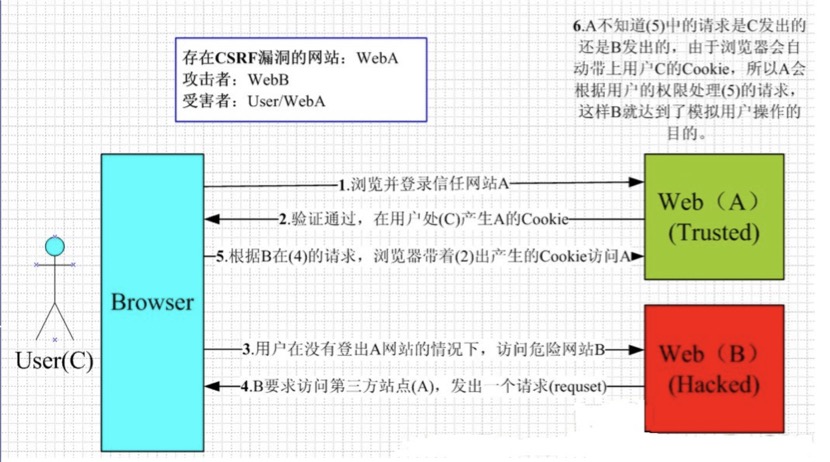 存在CSRF漏洞的网站：WebA
攻击者：WebB
受害者：User/WebA
6.A不知道(5)中的请求是C发出的
还是B发出的，由于浏览器会自
动带上用户C的Cookie，所以A会
根据用户的权限处理(5)的请求，
这样B就达到了模拟用户操作的
目的。
1.浏览并登录信任网站A
2.验证通过，在用户处(C)产生A的Cookie
5.根据B在(4)的请求，浏览器带着(2)出产生的Cookie访问A
Web（A）
(Trusted)
Browser
User(C)
3.用户在没有登出A网站的情况下，访问危险网站B
4.B要求访问第三方站点(A)，发出一个请求(requset)
Web（B）
(Hacked)